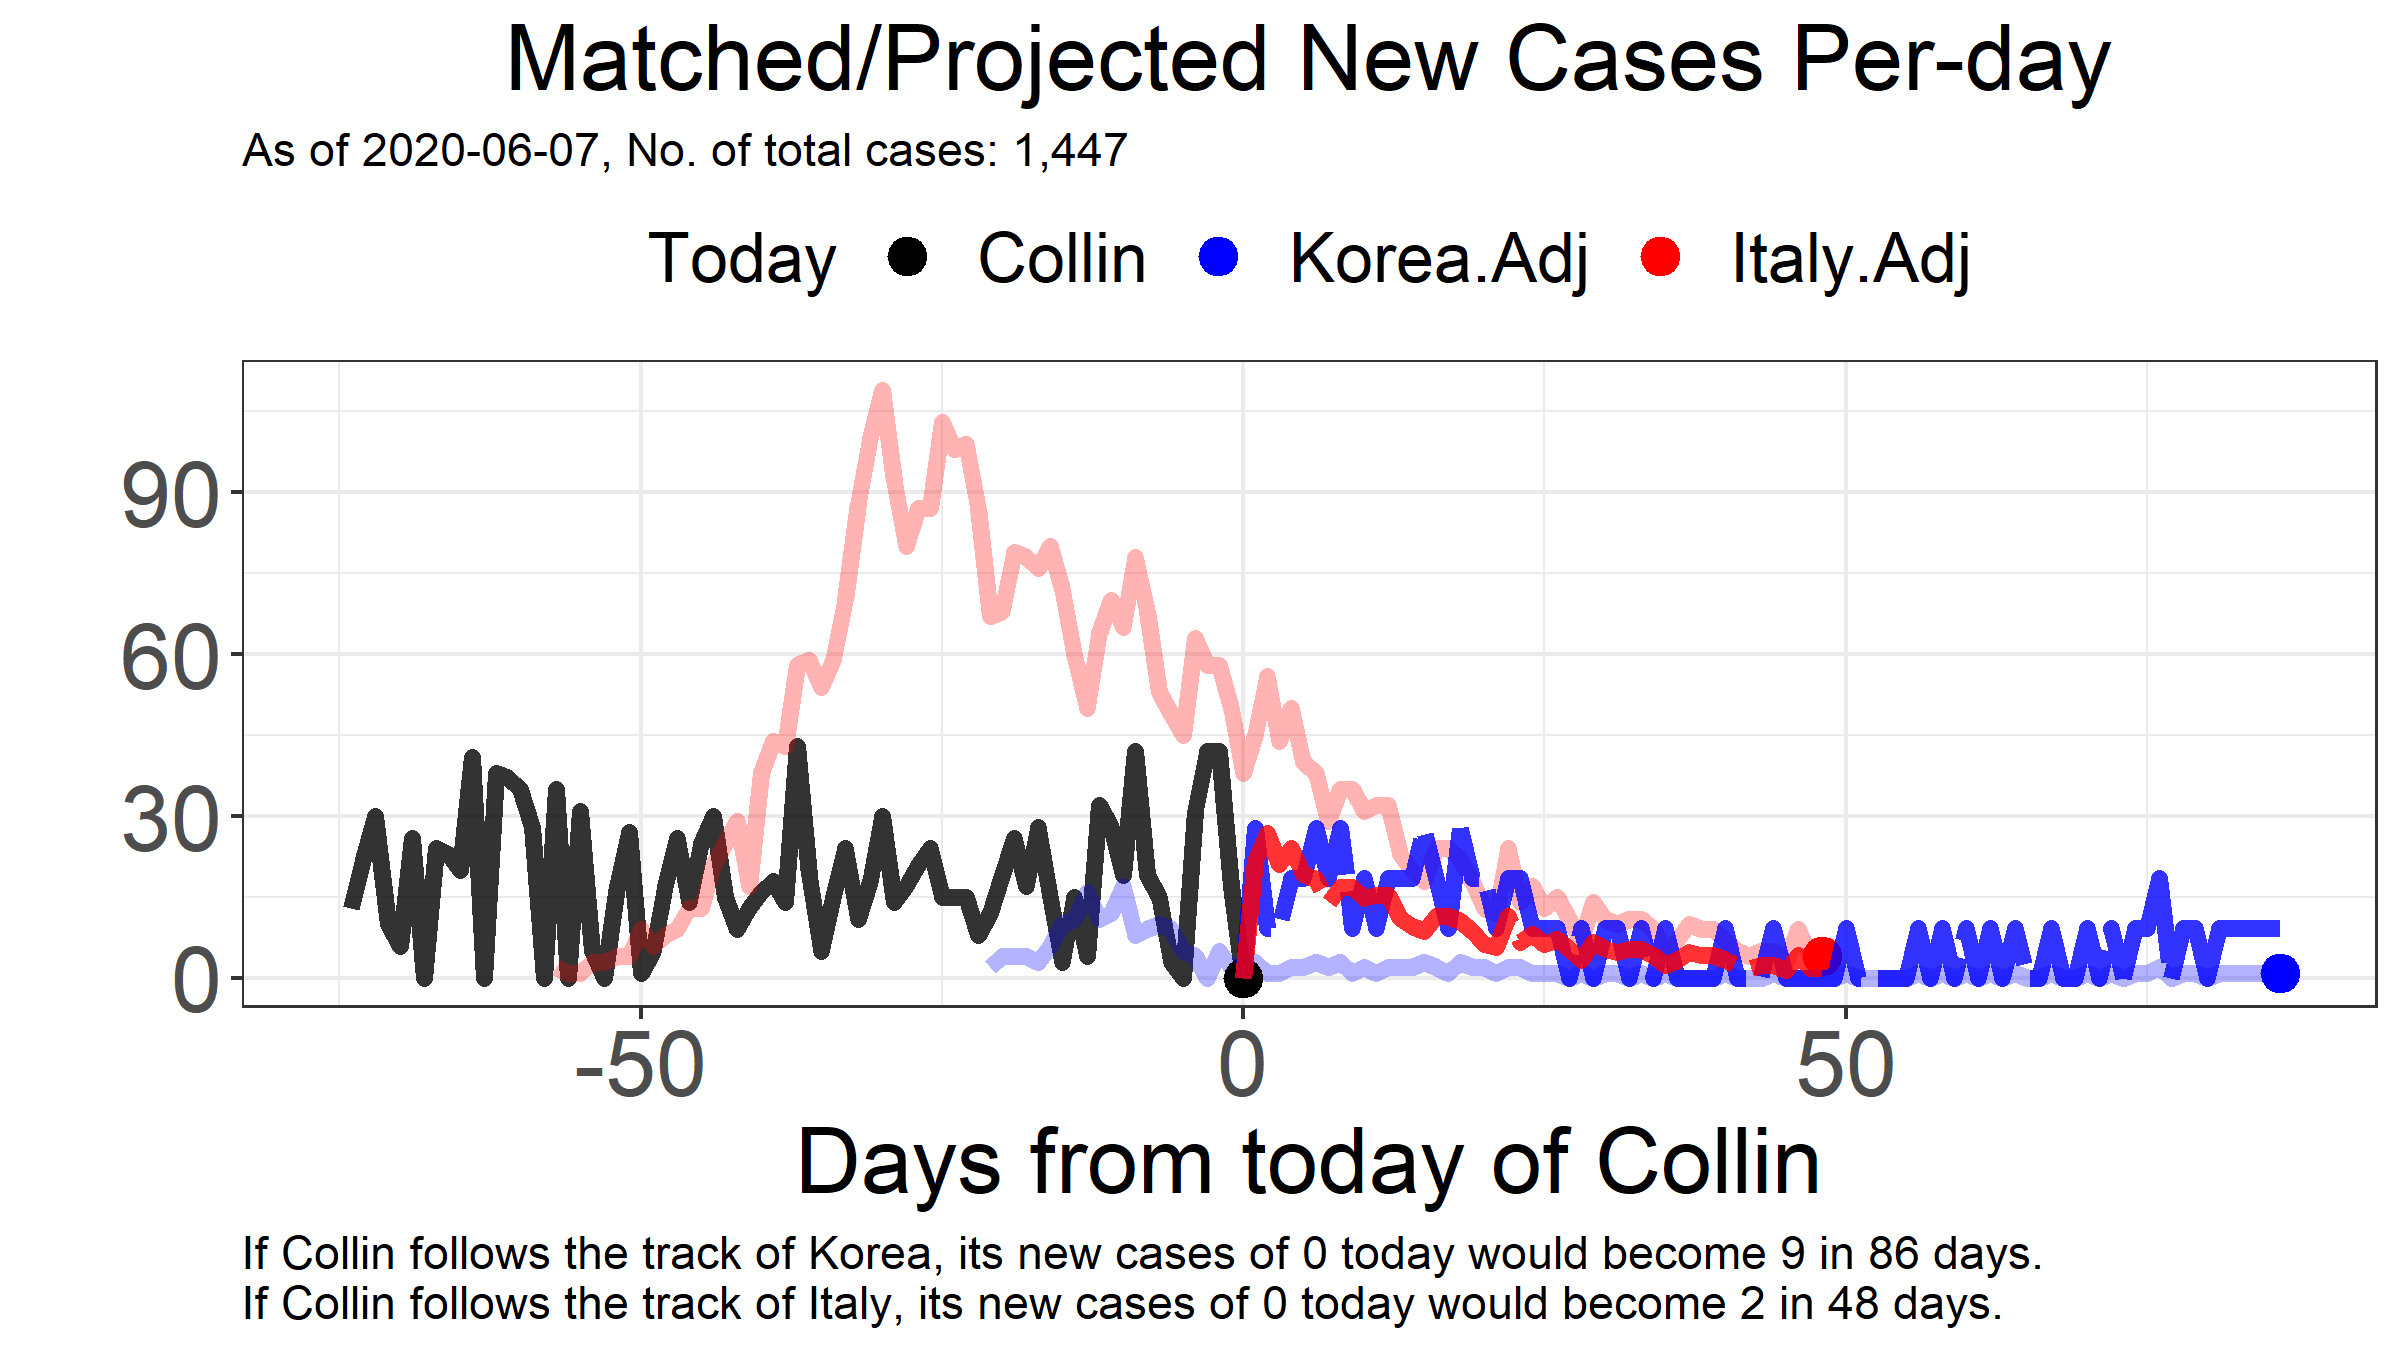 Matched/Projected New Cases Per-day
As of 2020-06-07, No. of total cases: 1,447
Today Collin Korea.Adj Italy.Adj
90
60
30
0
-50 0 50
Days from today of Collin
If Collin follows the track of Korea, its new cases of 0 today would become 9 in 86 days.
If Collin follows the track of Italy, its new cases of 0 today would become 2 in 48 days.